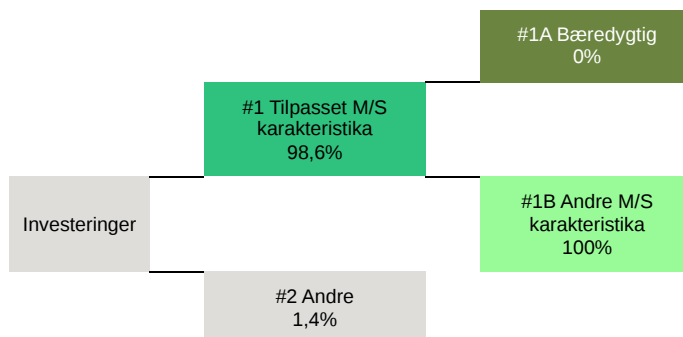 #1A Bæredygtig
0%
#1 Tilpasset M/S
karakteristika
98,6%
Investeringer
#1B Andre M/S
karakteristika
100%
#2 Andre
1,4%